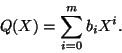 Q(X) = \sum_{i=0}^{m} b_i X^i.